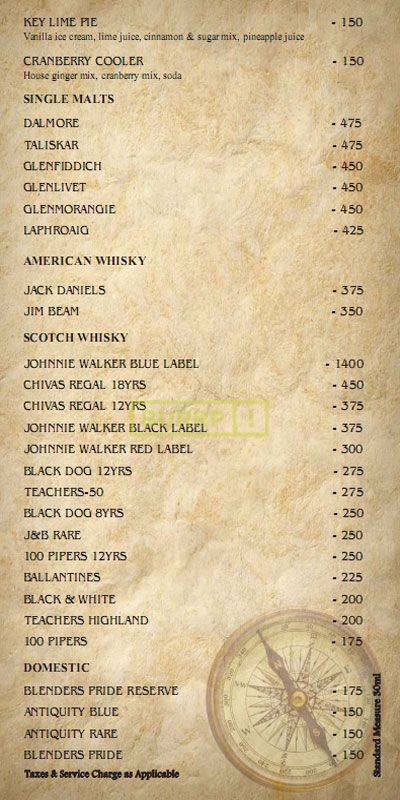 KEY LIME PIE - 150
Vanilla ice cream, lime juice, cinnamon & sugar mix, pineapple juice
CRANBERRY COOLER - 150
House ginger mix, cranberry mix, soda
SINGLE MALTS
DALMORE - 475
TALISKAR - 475
GLENFIDDICH - 450
GLENLIVET - 450
GLENMORANGIE - 450
LAPHROAIG - 425
AMERICAN WHISKY
JACK DANIELS - 375
JIM BEAM - 350
SCOTCH WHISKY
JOHNNIE WALKER BLUE LABEL - 1400
CHIVAS REGAL 18YRS - 450
CHIVAS REGAL 12YRS - 375
JOHNNIE WALKER BLACK LABEL - 375
JOHNNIE WALKER RED LABEL - 300
BLACK DOG 12YRS - 275
TEACHERS-50 - 275
BLACK DOG 8YRS - 250
J&B RARE - 250
100 PIPERS 12YRS - 250
BALLANTINES - 225
BLACK & WHITE - 200
TEACHERS HIGHLAND - 200
100 PIPERS - 175
DOMESTIC
BLENDERS PRIDE RESERVE - 175
ANTIQUITY BLUE - 150
ANTIQUITY RARE - 150
BLENDERS PRIDE - 150
Taxes & Service Charge as Applicable
Standard Measure 30ml